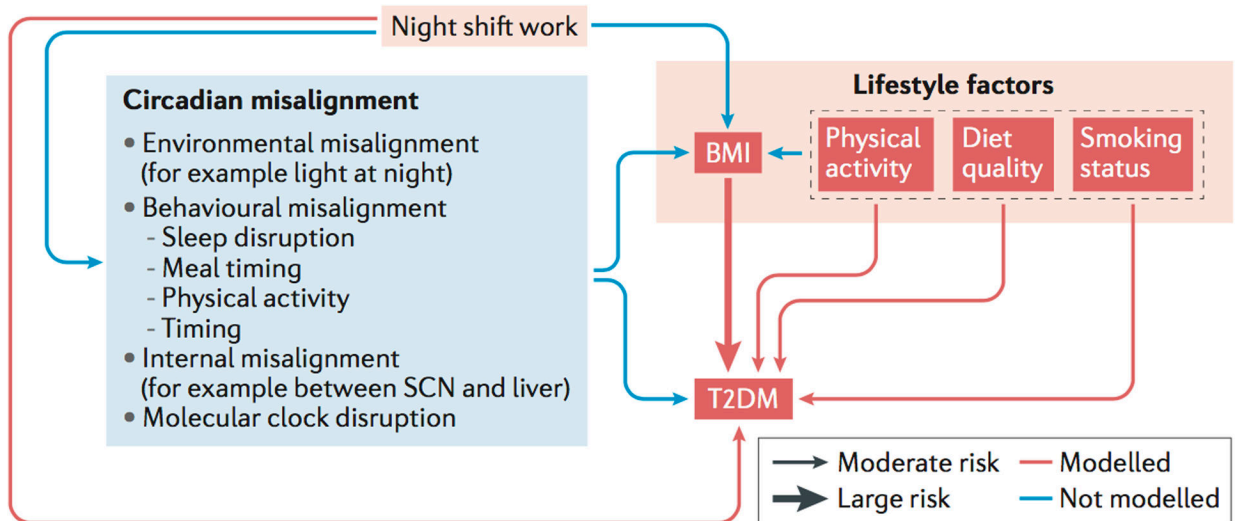 Night shift work
Circadian misalignment
• Environmental misalignment
(for example light at night)
• Behavioural misalignment
- Sleep disruption
- Meal timing
- Physical activity
- Timing
• Internal misalignment
(for example between SCN and liver)
• Molecular clock disruption
Lifestyle factors
BMI
Physical
activity
Diet
quality
Smoking
status
T2DM
Moderate risk
Modelled
Large risk
Not modelled